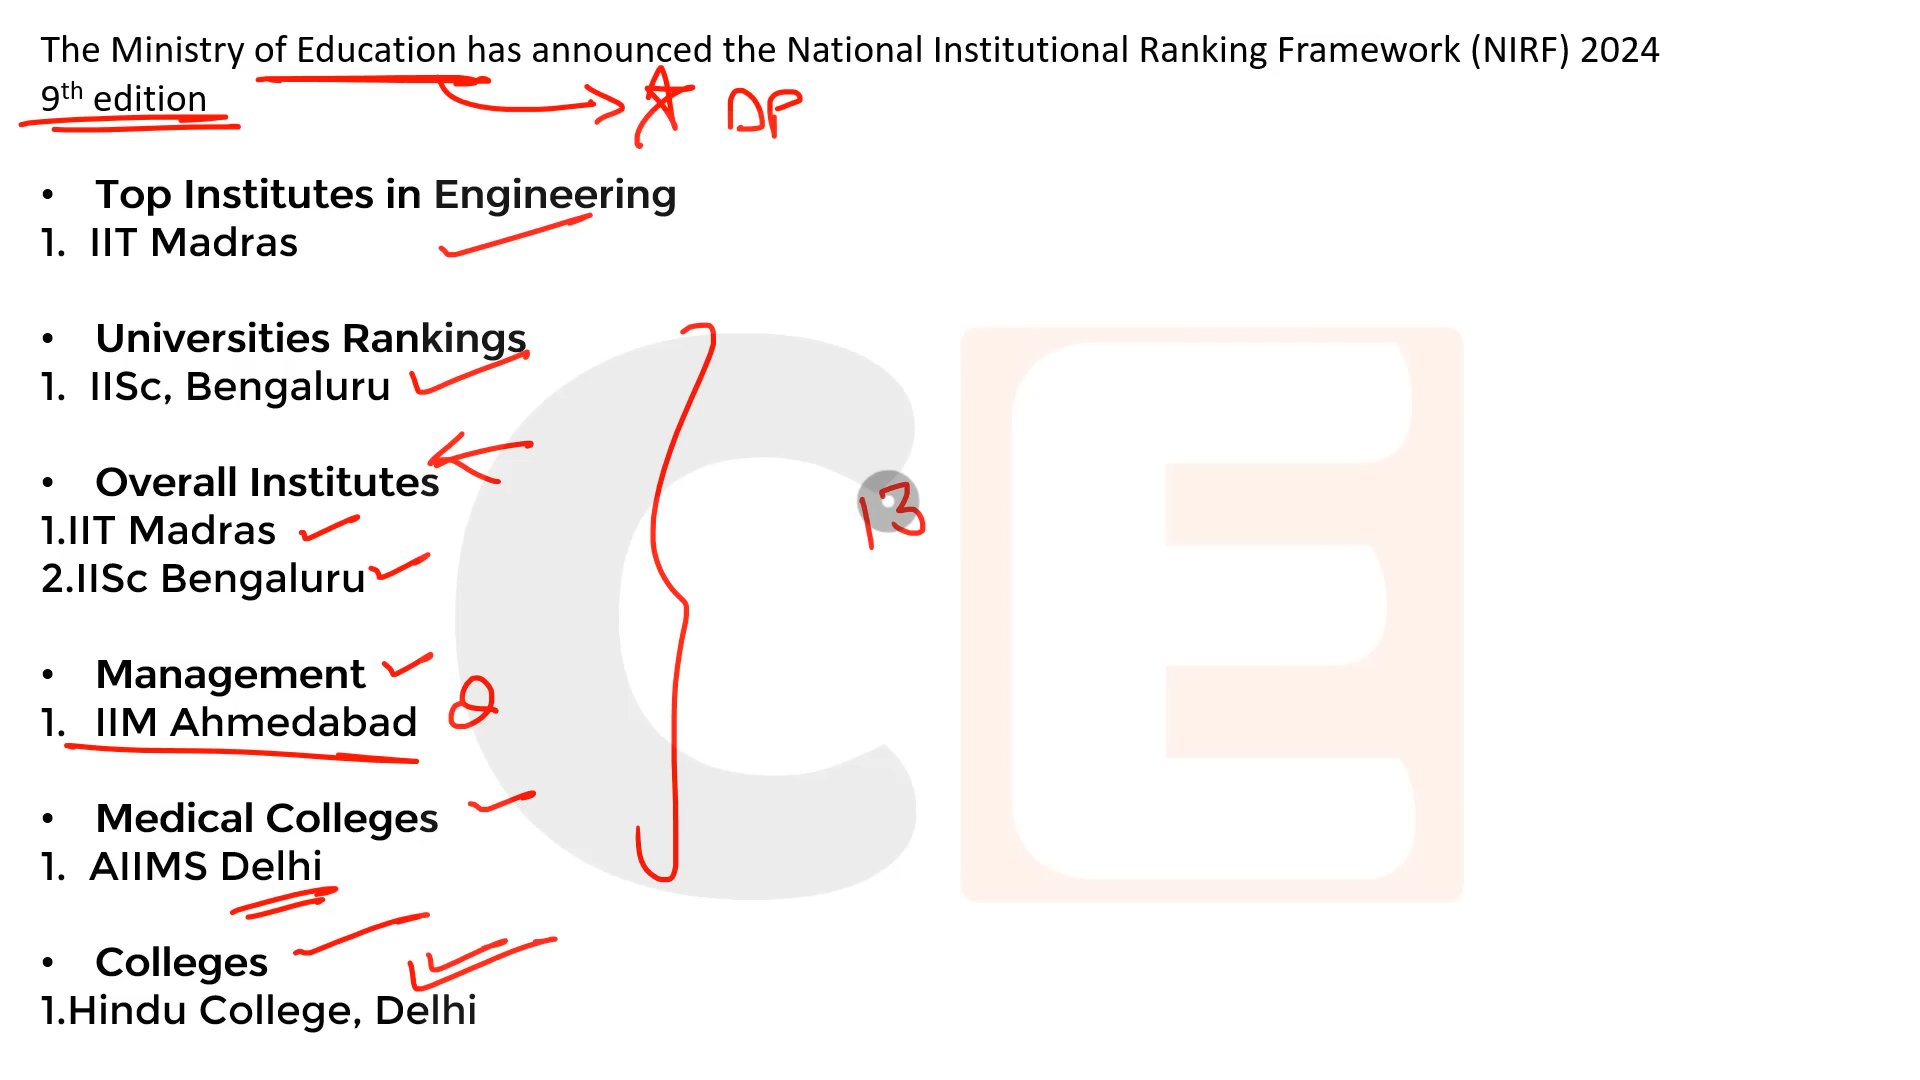 The Ministry of Education has announced the National Institutional Ranking Framework (NIRF) 2024
9th edition
DP
• Top Institutes in Engineering
1. IIT Madras
• Universities Rankings
1. IISc, Bengaluru
• Overall Institutes
1.IIT Madras
2.IISc Bengaluru
13
• Management
1. IIM Ahmedabad
• Medical Colleges
1. AIIMS Delhi
• Colleges
1.Hindu College, Delhi
CE